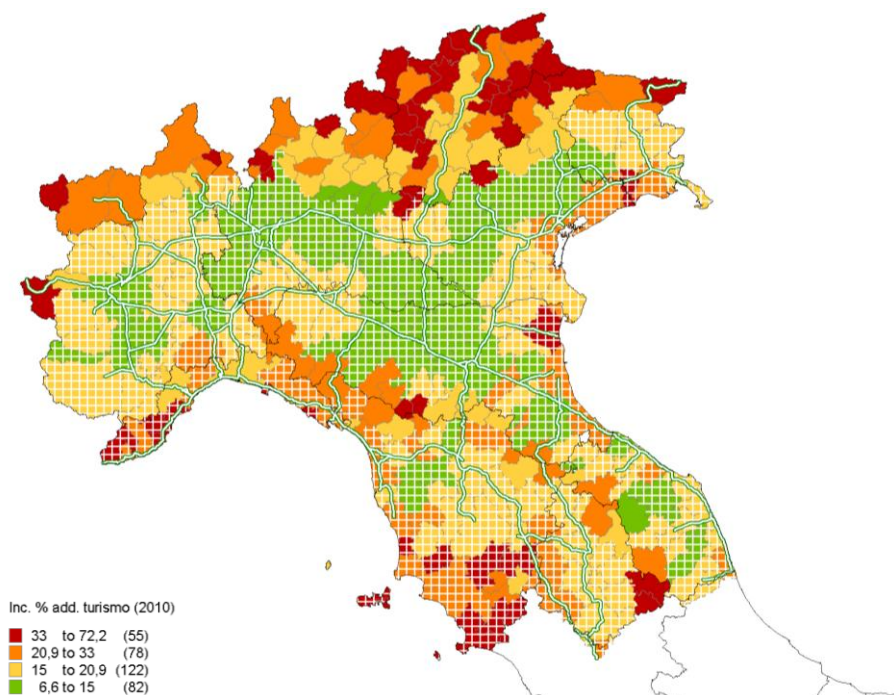 Inc. % add. turismo (2010)
33 to 72,2 (55)
20,9 to 33 (78)
15 to 20,9 (122)
6,6 to 15 (82)